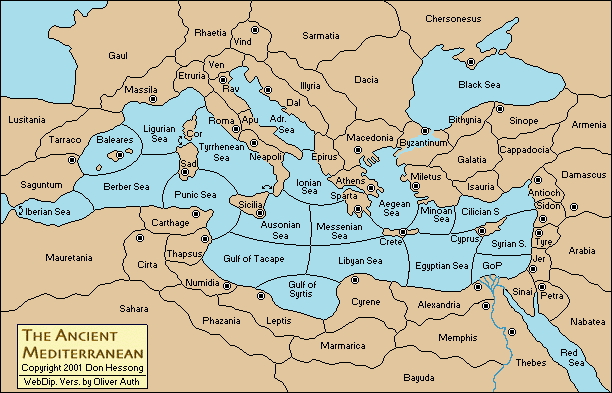 Chersonesus
Rhaetia
Vind
Sarmatia
Gaul
Ven
Etruria
Rav
Illyria
Dacia
Black Sea
Massila
Dal
Lusitania
Ligurian
Sea
Cor
Roma
Apu
Adr.
Sea
Bithynia
Sinope
Armenia
Tarraco
Baleares
Tyrrhenian
Sea
Neapoli
Epirus
Macedonia
Byzantinum
Cappadocia
Galatia
Saguntum
Sad
Berber Sea
Punic Sea
Ionian
Sea
Athens
Sparta
Miletus
Isauria
Damascus
Antioch
Iberian Sea
Sicilia
Aegean
Sea
Minoan
Sea
Cilician S
Sidon
Carthage
Ausonian
Sea
Messenian
Sea
Crete
Cyprus
Syrian S.
Tyre
Arabia
Mauretania
Cirta
Thapsus
Gulf of Tacape
Libyan Sea
Egyptian Sea
GoP
Jer
Numidia
Gulf of
Syrtis
Cyrene
Alexandria
Sinai
Petra
Sahara
Phazania
Leptis
Nabatea
Marmarica
Memphis
Thebes
Red
Sea
Bayuda
THE ANCIENT
MEDITERRANEAN
Copyright 2001 Don Hessong
WebDip. Vers. by Oliver Auth